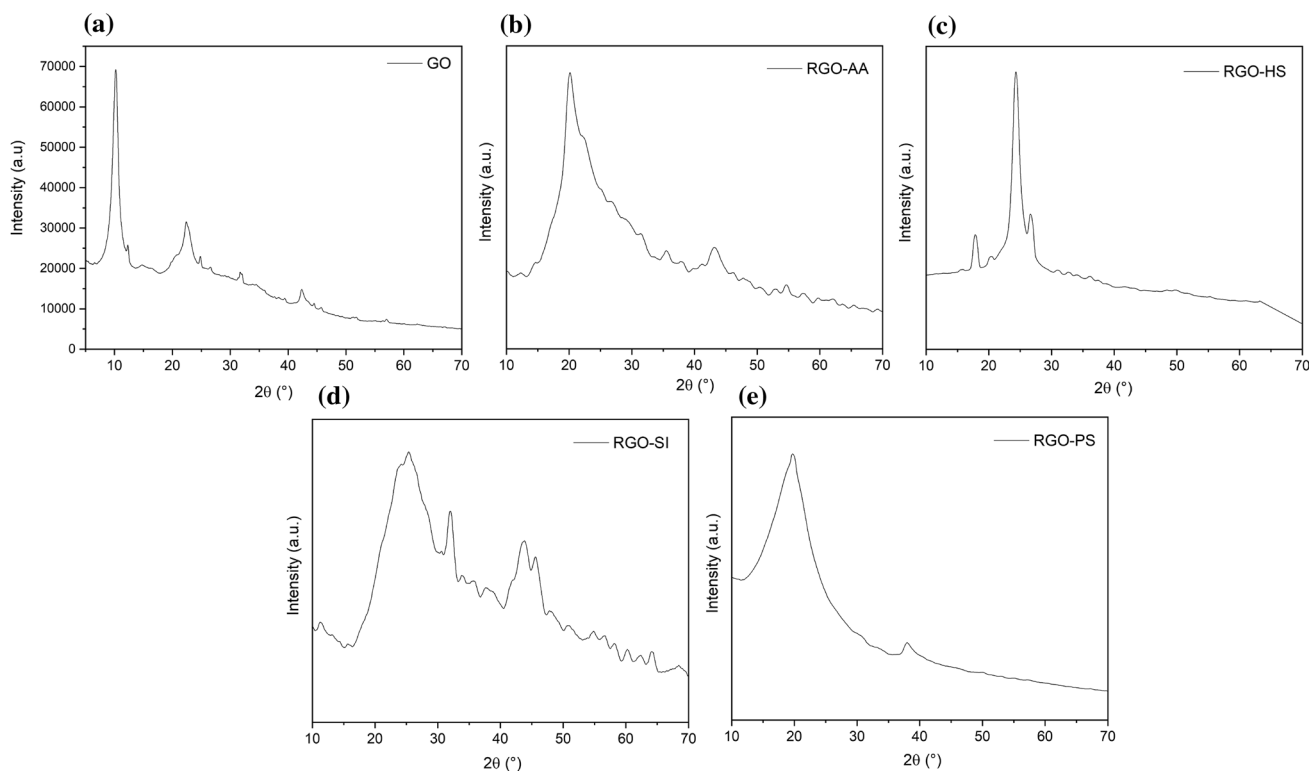 (a)
GO
70000
60000
50000
40000
30000
20000
10000
0
Intensity (a.u)
10 20 30 40 50 60 70
2θ (°)
(b)
RGO-AA
Intensity (a.u.)
10 20 30 40 50 60 70
2θ (°)
(c)
RGO-HS
Intensity (a.u.)
10 20 30 40 50 60 70
2θ (°)
(d)
RGO-SI
Intensity (a.u.)
10 20 30 40 50 60 70
2θ (°)
(e)
RGO-PS
Intensity (a.u.)
10 20 30 40 50 60 70
2θ (°)